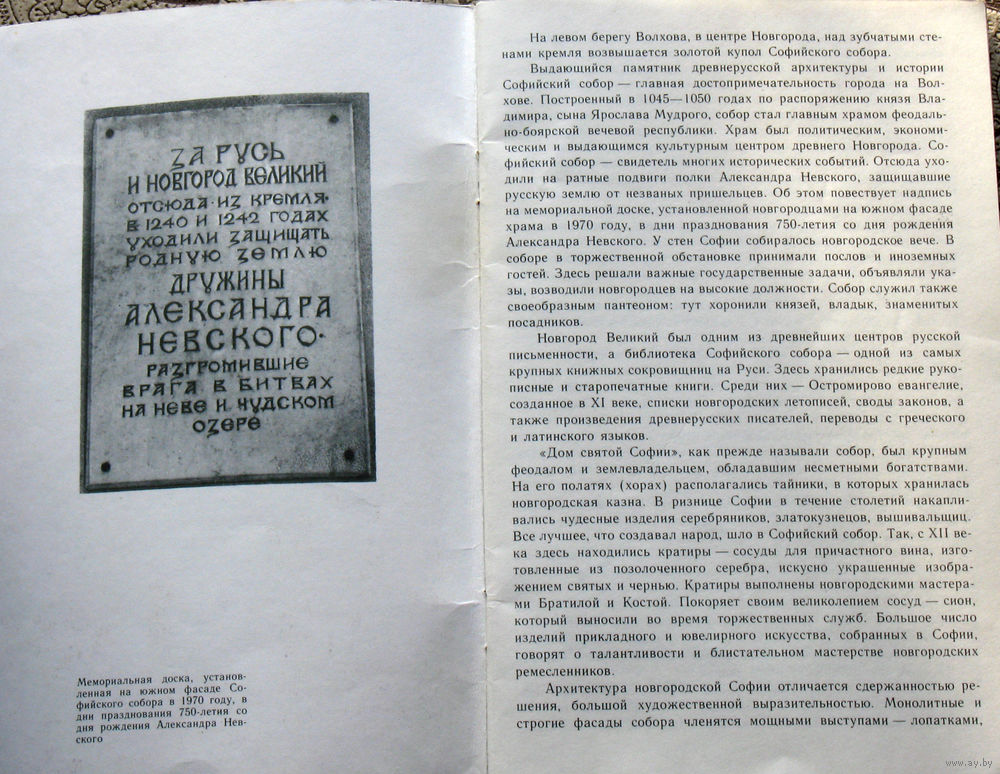 ЗА РУСЬ
И НОВГОРОД ВЕЛИКИЙ
ОТСЮДА·ИЗ КРЕМЛЯ·
В 1240 И 1242 ГОДАХ
УХОДИЛИ ЗАЩИЩАТЬ
РОДНУЮ ЗЕМЛЮ
ДРУЖИНЫ
АЛЕКСАНДРА
НЕВСКОГО·
РАЗГРОМИВШИЕ
ВРАГА В БИТВАХ
НА НЕВЕ И ЧУДСКОМ
ОЗЕРЕ
Мемориальная доска, установ-
ленная на южном фасаде Со-
фийского собора в 1970 году, в
дни празднования 750-летия со
дня рождения Александра Нев-
ского
На левом берегу Волхова, в центре Новгорода, над зубчатыми сте-
нами кремля возвышается золотой купол Софийского собора.
Выдающийся памятник древнерусской архитектуры и истории
Софийский собор — главная достопримечательность города на Вол-
хове. Построенный в 1045—1050 годах по распоряжению князя Вла-
димира, сына Ярослава Мудрого, собор стал главным храмом феодаль-
но-боярской вечевой республики. Храм был политическим, экономи-
ческим и выдающимся культурным центром древнего Новгорода. Со-
фийский собор — свидетель многих исторических событий. Отсюда ухо-
дили на ратные подвиги полки Александра Невского, защищавшие
русскую землю от незваных пришельцев. Об этом повествует надпись
на мемориальной доске, установленной новгородцами на южном фасаде
храма в 1970 году, в дни празднования 750-летия со дня рождения
Александра Невского. У стен Софии собиралось новгородское вече. В
соборе в торжественной обстановке принимали послов и иноземных
гостей. Здесь решали важные государственные задачи, объявляли ука-
зы, возводили новгородцев на высокие должности. Собор служил также
своеобразным пантеоном: тут хоронили князей, владык, знаменитых
посадников.
Новгород Великий был одним из древнейших центров русской
письменности, а библиотека Софийского собора — одной из самых
крупных книжных сокровищниц на Руси. Здесь хранились редкие руко-
писные и старопечатные книги. Среди них — Остромирово евангелие,
созданное в XI веке, списки новгородских летописей, своды законов, а
также произведения древнерусских писателей, переводы с греческого
и латинского языков.
«Дом святой Софии», как прежде называли собор, был крупным
феодалом и землевладельцем, обладавшим несметными богатствами.
На его полатях (хорах) располагались тайники, в которых хранилась
новгородская казна. В ризнице Софии в течение столетий накапли-
вались чудесные изделия серебряников, златокузнецов, вышивальщиц.
Все лучшее, что создавал народ, шло в Софийский собор. Так, с XII ве-
ка здесь находились кратиры — сосуды для причастного вина, изго-
товленные из позолоченного серебра, искусно украшенные изобра-
жением святых и чернью. Кратиры выполнены новгородскими мастера-
ми Братилой и Костой. Покоряет своим великолепием сосуд — сион,
который выносили во время торжественных служб. Большое число
изделий прикладного и ювелирного искусства, собранных в Софии,
говорят о талантливости и блистательном мастерстве новгородских
ремесленников.
Архитектура новгородской Софии отличается сдержанностью ре-
шения, большой художественной выразительностью. Монолитные и
строгие фасады собора членятся мощными выступами — лопатками,
www.ay.by